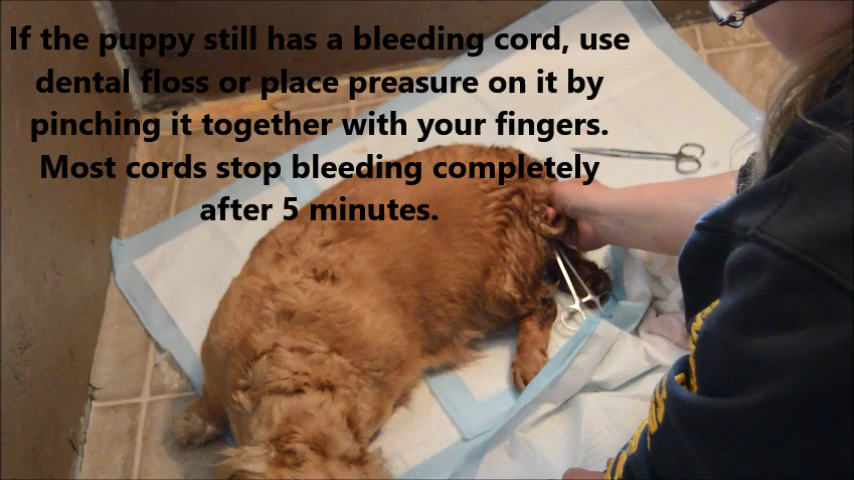 If the puppy still has a bleeding cord, use
dental floss or place preasure on it by
pinching it together with your fingers.
Most cords stop bleeding completely
after 5 minutes.